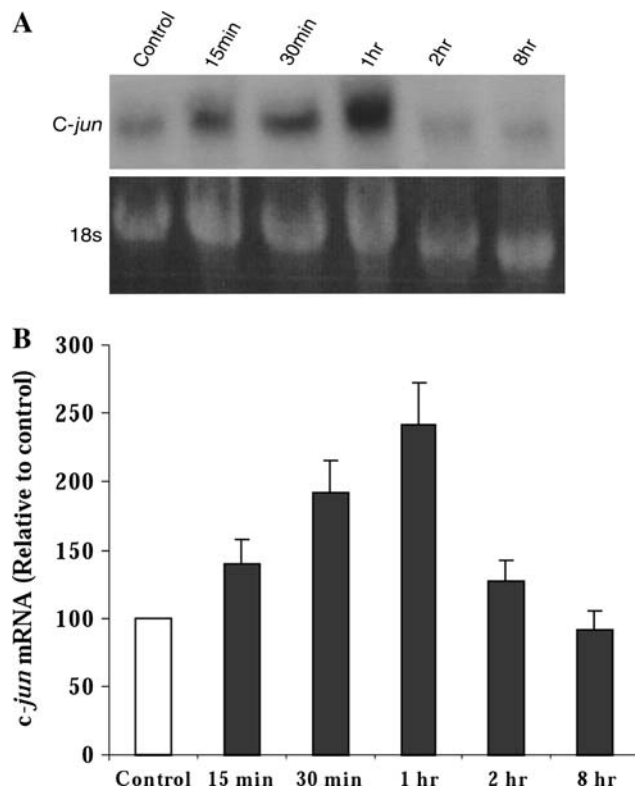 A
Control 15min 30min 1hr 2hr 8hr
C-jun
18s
B
c-jun mRNA (Relative to control)
300
250
200
150
100
50
0
Control 15 min 30 min 1 hr 2 hr 8 hr